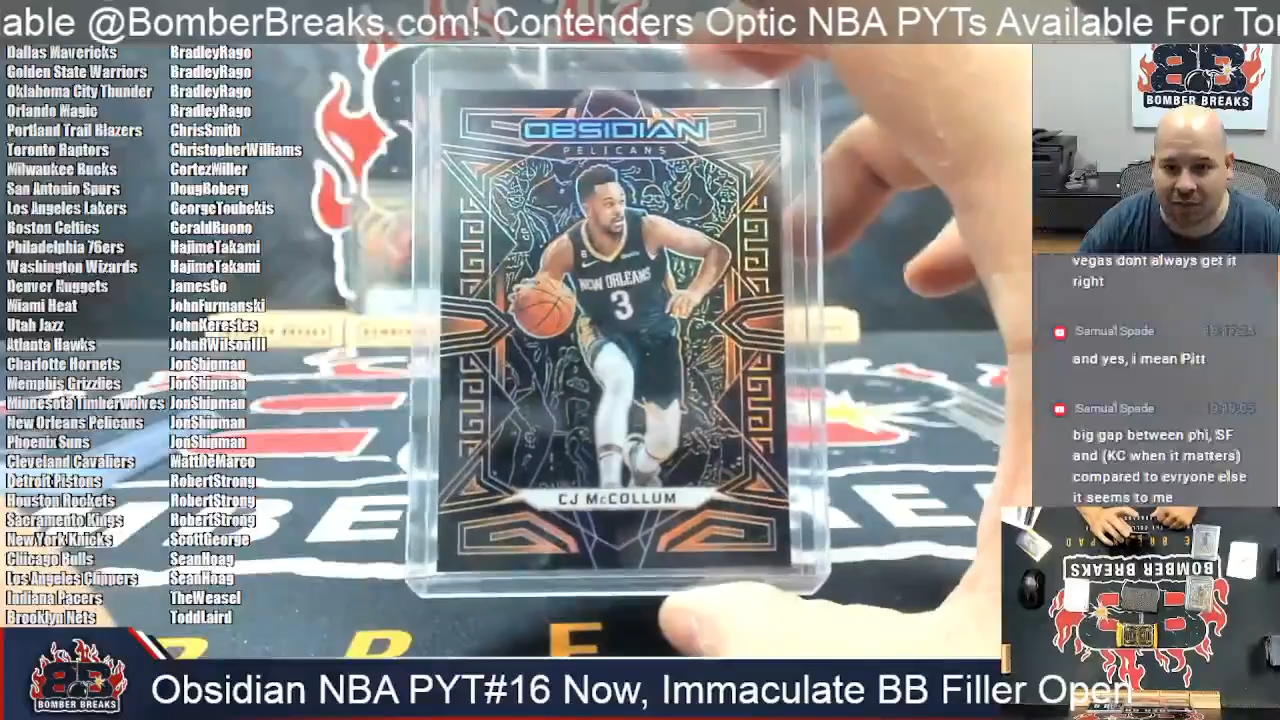 able @BomberBreaks.com! Contenders Optic NBA PYTs Available For To
Dallas Mavericks BradleyRago
Golden State Warriors BradleyRago
Oklahoma City Thunder BradleyRago
Orlando Magic BradleyRago
Portland Trail Blazers ChrisSmith
Toronto Raptors ChristopherWilliams
Milwaukee Bucks CortezMiller
San Antonio Spurs DougBoberg
Los Angeles Lakers GeorgeTouhekis
Boston Celtics GeraldRuono
Philadelphia 76ers HajimeTakami
Washington Wizards HajimeTakami
Denver Nuggets JamesGo
Miami Heat JohnFurmanski
Utah Jazz JohnKerestes
Atlanta Hawks JohnRWilsonIII
Charlotte Hornets JonShipman
Memphis Grizzlies JonShipman
Minnesota Timberwolves JonShipman
New Orleans Pelicans JonShipman
Phoenix Suns JonShipman
Cleveland Cavaliers MattDeMarco
Detroit Pistons RobertStrong
Houston Rockets RobertStrong
Sacramento Kings RobertStrong
New York Knicks ScottGeorge
Chicago Bulls SeanHoag
Los Angeles Clippers SeanHoag
Indiana Pacers TheWeasel
Brooklyn Nets ToddLaird
OBSIDIAN
PELICANS
NEW ORLEANS
3
CJ McCOLLUM
BOMBER BREAKS
vegas dont always get it
right
Samual Spade
and yes, i mean Pitt
Samual Spade
big gap between phi, SF
and (KC when it matters)
compared to evryone else
it seems to me
BOMBER BREAKS
BOMBER BREAKS
Obsidian NBA PYT#16 Now, Immaculate BB Filler Open